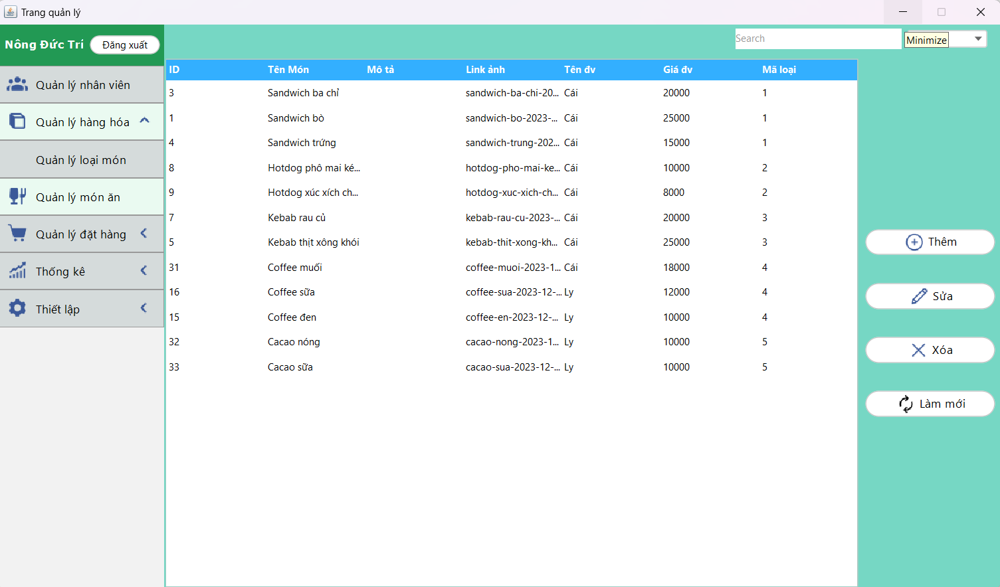 Trang quản lý
Nông Đức Trí
Đăng xuất
Search
Minimize
Quản lý nhân viên
Quản lý hàng hóa
Quản lý loại món
Quản lý món ăn
Quản lý đặt hàng
Thống kê
Thiết lập
ID Tên Món Mô tả Link ảnh Tên đv Giá đv Mã loại
3 Sandwich ba chỉ sandwich-ba-chi-20... Cái 20000 1
1 Sandwich bò sandwich-bo-2023-... Cái 25000 1
4 Sandwich trứng sandwich-trung-202... Cái 15000 1
8 Hotdog phô mai ké... hotdog-pho-mai-ke... Cái 10000 2
9 Hotdog xúc xích ch... hotdog-xuc-xich-ch... Cái 8000 2
7 Kebab rau củ kebab-rau-cu-2023-... Cái 20000 3
5 Kebab thịt xông khói kebab-thit-xong-kh... Cái 25000 3
31 Coffee muối coffee-muoi-2023-1... Cái 18000 4
16 Coffee sữa coffee-sua-2023-12-... Ly 12000 4
15 Coffee đen coffee-en-2023-12-... Ly 10000 4
32 Cacao nóng cacao-nong-2023-1... Ly 10000 5
33 Cacao sữa cacao-sua-2023-12-... Ly 10000 5
Thêm
Sửa
Xóa
Làm mới